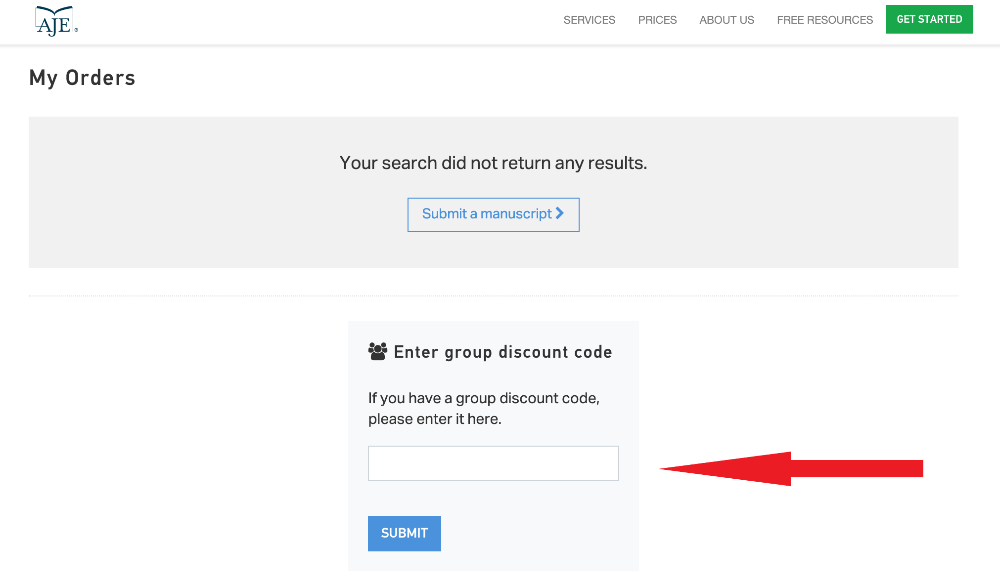 AJE®
SERVICES
PRICES
ABOUT US
FREE RESOURCES
GET STARTED
My Orders
Your search did not return any results.
Submit a manuscript
Enter group discount code
If you have a group discount code,
please enter it here.
SUBMIT